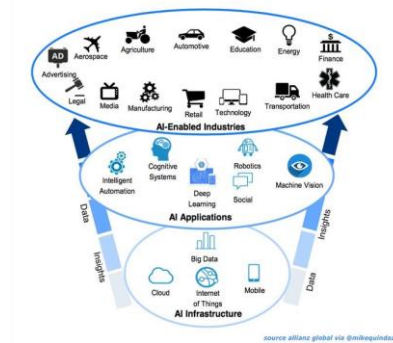 AD
Advertising
Aerospace
Agriculture
Automotive
Education
Energy
$
Finance
Legal
Media
Manufacturing
Retail
Technology
Transportation
Health Care
AI-Enabled Industries
Intelligent
Automation
Cognitive
Systems
Deep
Learning
Robotics
Social
Machine Vision
AI Applications
Data
Insights
Insights
Data
Big Data
Cloud
Internet
of Things
Mobile
AI Infrastructure
source allianz global via